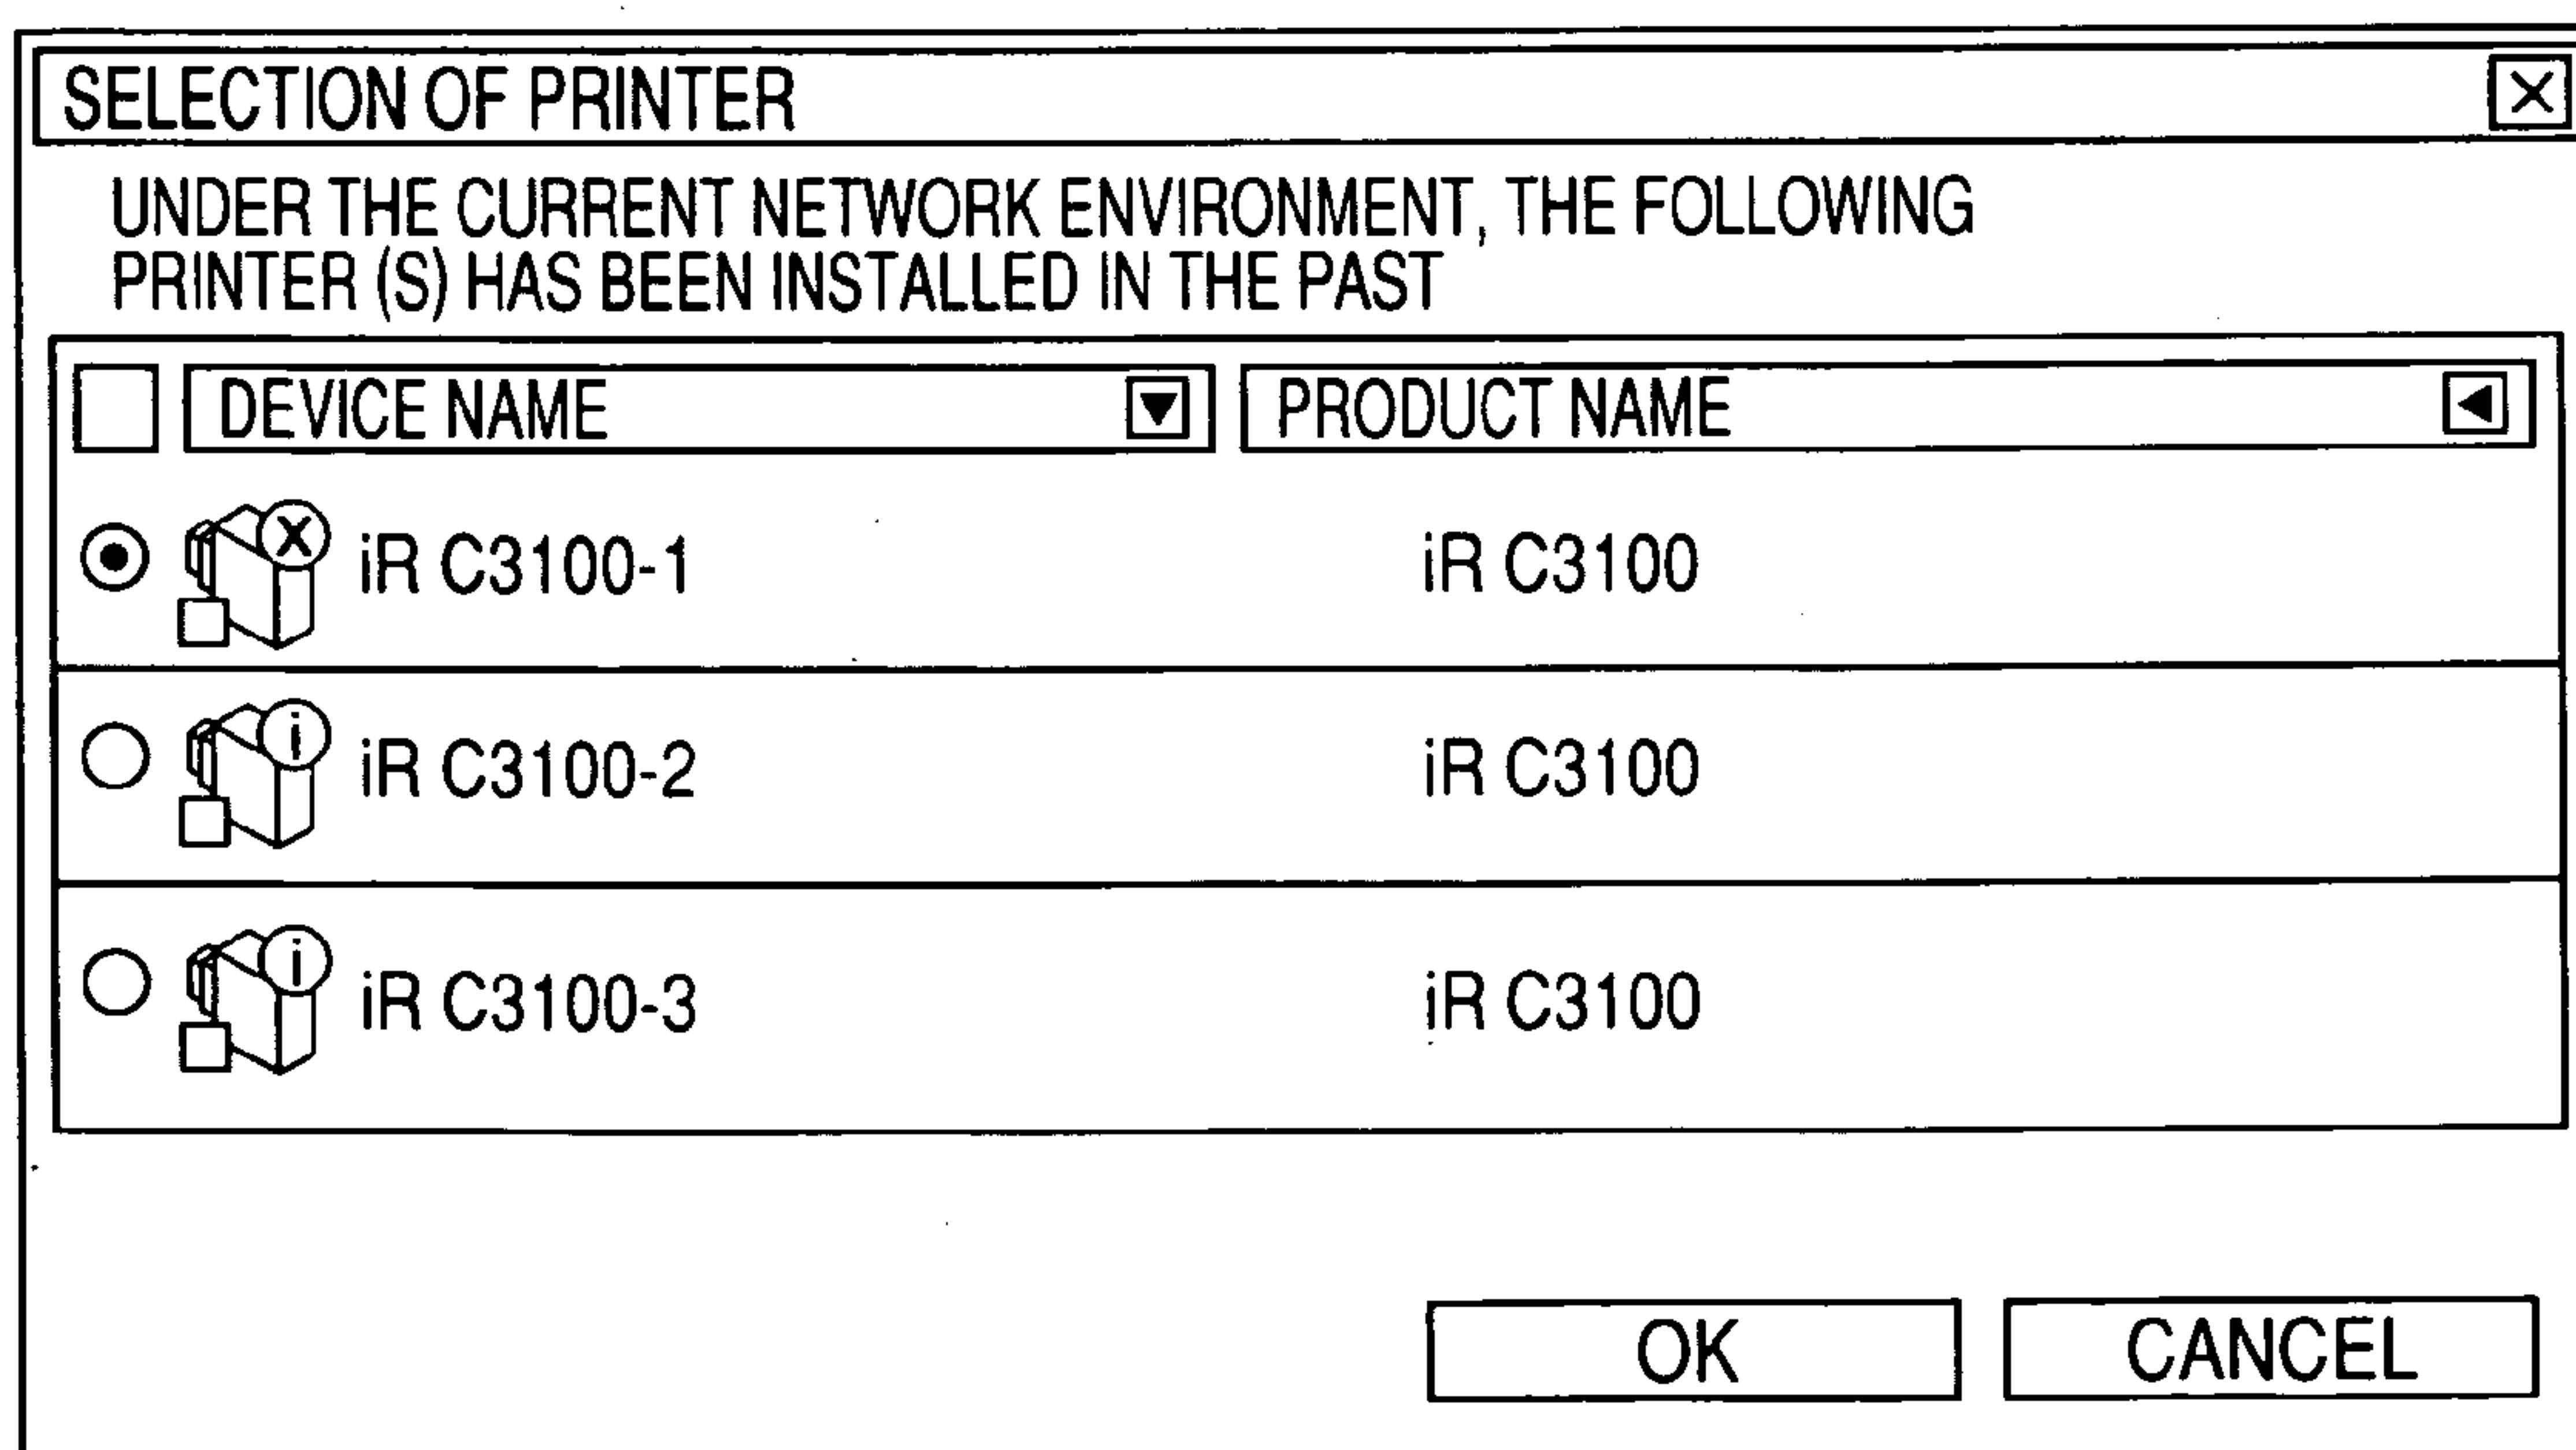 SELECTION OF PRINTER X
UNDER THE CURRENT NETWORK ENVIRONMENT, THE FOLLOWING
PRINTER (S) HAS BEEN INSTALLED IN THE PAST
DEVICE NAME PRODUCT NAME
X iR C3100-1 iR C3100
i iR C3100-2 iR C3100
i iR C3100-3 iR C3100
OK CANCEL